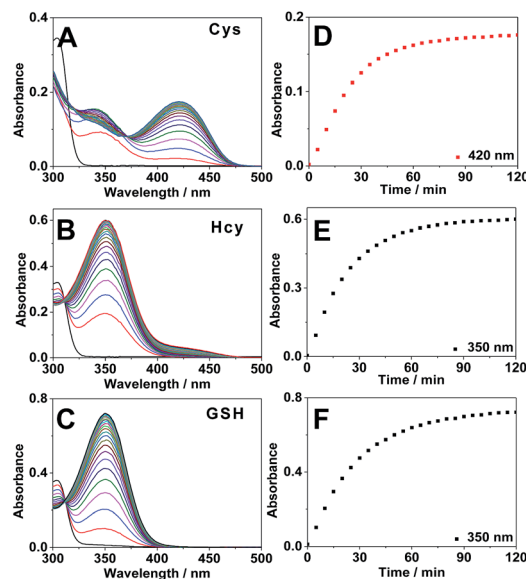 A Cys
Absorbance
0.4
0.2
0.0
300 350 400 450 500
Wavelength / nm
D
Absorbance
0.2
0.1
0.0
420 nm
0 30 60 90 120
Time / min
B Hcy
Absorbance
0.6
0.4
0.2
0.0
300 350 400 450 500
Wavelength / nm
E
Absorbance
0.6
0.3
0.0
350 nm
0 30 60 90 120
Time / min
C GSH
Absorbance
0.8
0.4
0.0
300 350 400 450 500
Wavelength / nm
F
Absorbance
0.8
0.4
0.0
350 nm
0 30 60 90 120
Time / min